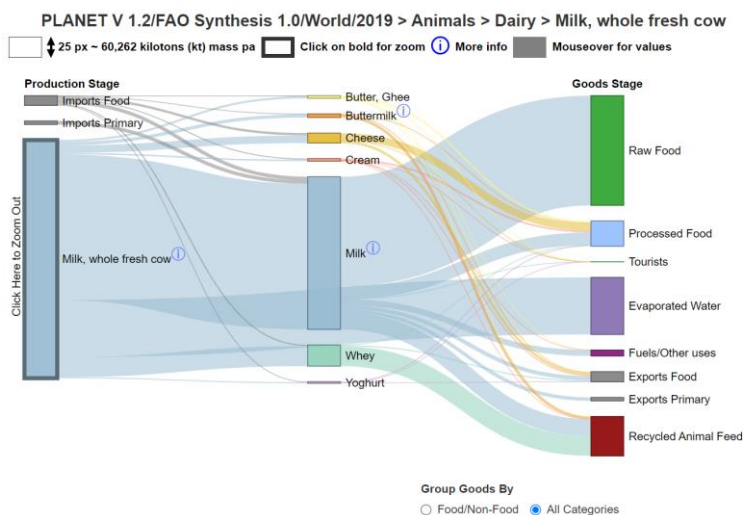 PLANET V 1.2/FAO Synthesis 1.0/World/2019 > Animals > Dairy > Milk, whole fresh cow
25 px ~ 60,262 kilotons (kt) mass pa Click on bold for zoom ⓘ More info Mouseover for values
Production Stage Goods Stage
Imports Food
Imports Primary
Click Here to Zoom Out
Milk, whole fresh cow ⓘ
Butter, Ghee
Buttermilk ⓘ
Cheese
Cream
Milk ⓘ
Whey
Yoghurt
Raw Food
Processed Food
Tourists
Evaporated Water
Fuels/Other uses
Exports Food
Exports Primary
Recycled Animal Feed
Group Goods By
Food/Non-Food All Categories